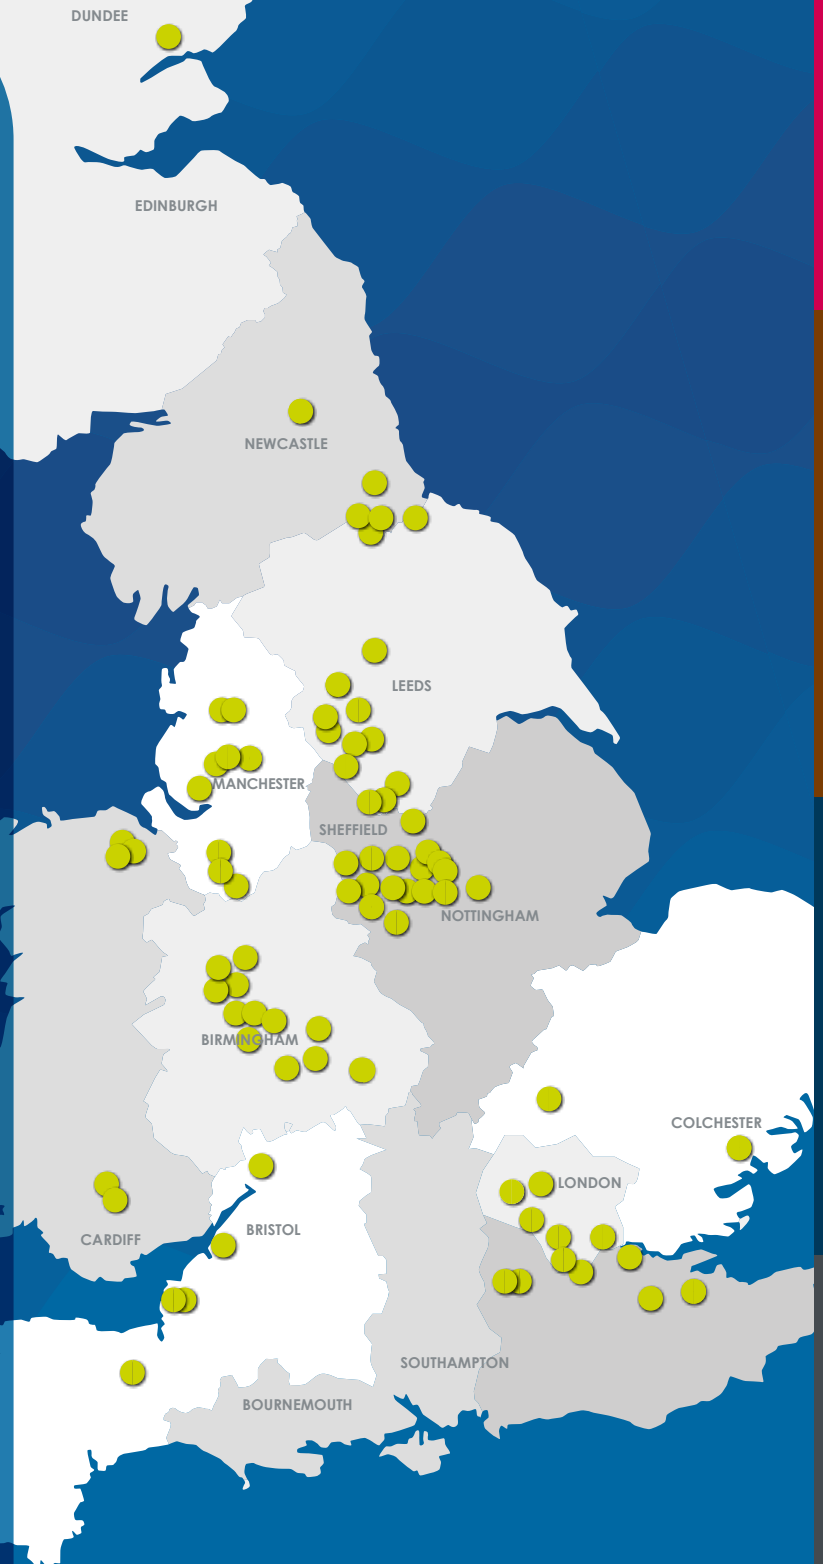 DUNDEE
EDINBURGH
NEWCASTLE
LEEDS
MANCHESTER
SHEFFIELD
NOTTINGHAM
BIRMINGHAM
COLCHESTER
LONDON
BRISTOL
CARDIFF
SOUTHAMPTON
BOURNEMOUTH